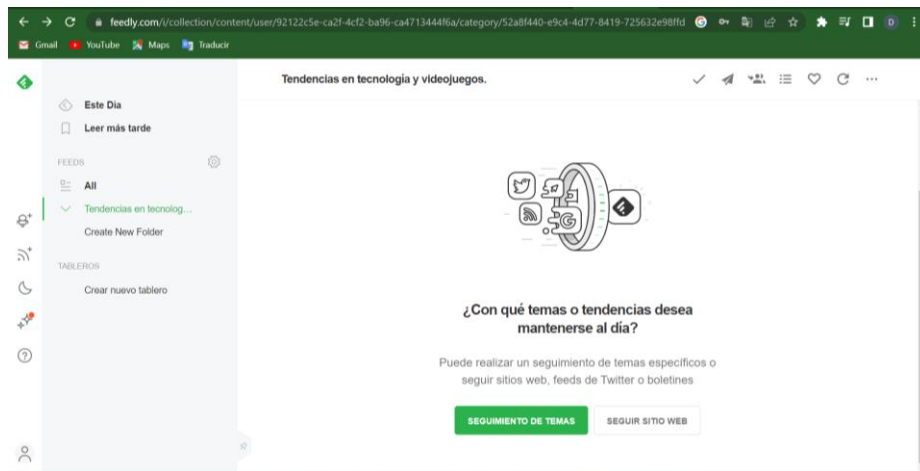 feedly.com/i/collection/content/user/92122c5e-ca2f-4cf2-ba96-ca4713444f6a/category/52a8f440-e9c4-4d77-8419-725632e98ffd
D
Gmail YouTube Maps Traducir
Tendencias en tecnología y videojuegos.
Este Dia
Leer más tarde
FEEDS
All
Tendencias en tecnolog...
Create New Folder
TABLEROS
Crear nuevo tablero
¿Con qué temas o tendencias desea
mantenerse al día?
Puede realizar un seguimiento de temas específicos o
seguir sitios web, feeds de Twitter o boletines
SEGUIMIENTO DE TEMAS SEGUIR SITIO WEB